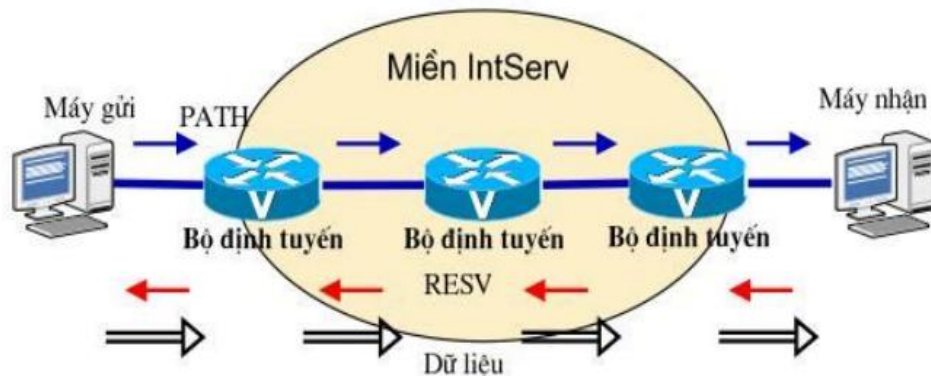 Miền IntServ
Máy gửi
PATH
Máy nhận
V
V
V
Bộ định tuyến
Bộ định tuyến
Bộ định tuyến
RESV
Dữ liệu